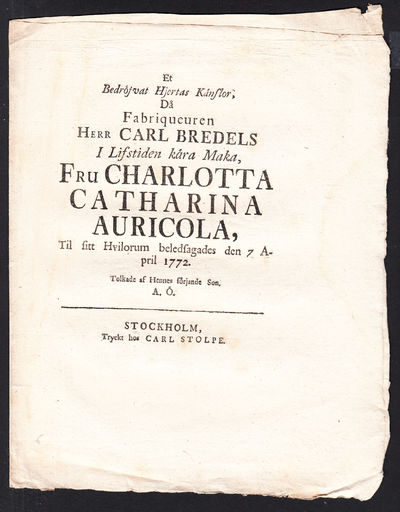 Et
Bedröfvat Hjertas Känslor,
Då
Fabriqueuren
HERR CARL BREDELS
I Lifstiden kära Maka,
FRU CHARLOTTA
CATHARINA
AURICOLA,
Til sitt Hvilorum beledsagades den 7 A-
pril 1772.
Tolkade af Hennes sörjande Son.
A. Ö.
STOCKHOLM,
Tryckt hos CARL STOLPE.